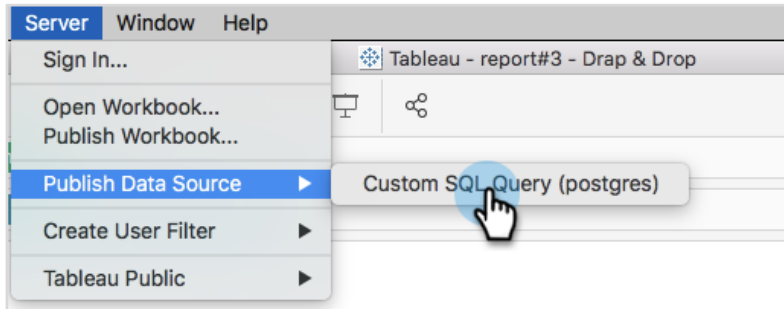 Server Window Help
Tableau - report#3 - Drap & Drop
Sign In...
Open Workbook...
Publish Workbook...
Publish Data Source
Custom SQL Query (postgres)
Create User Filter
Tableau Public